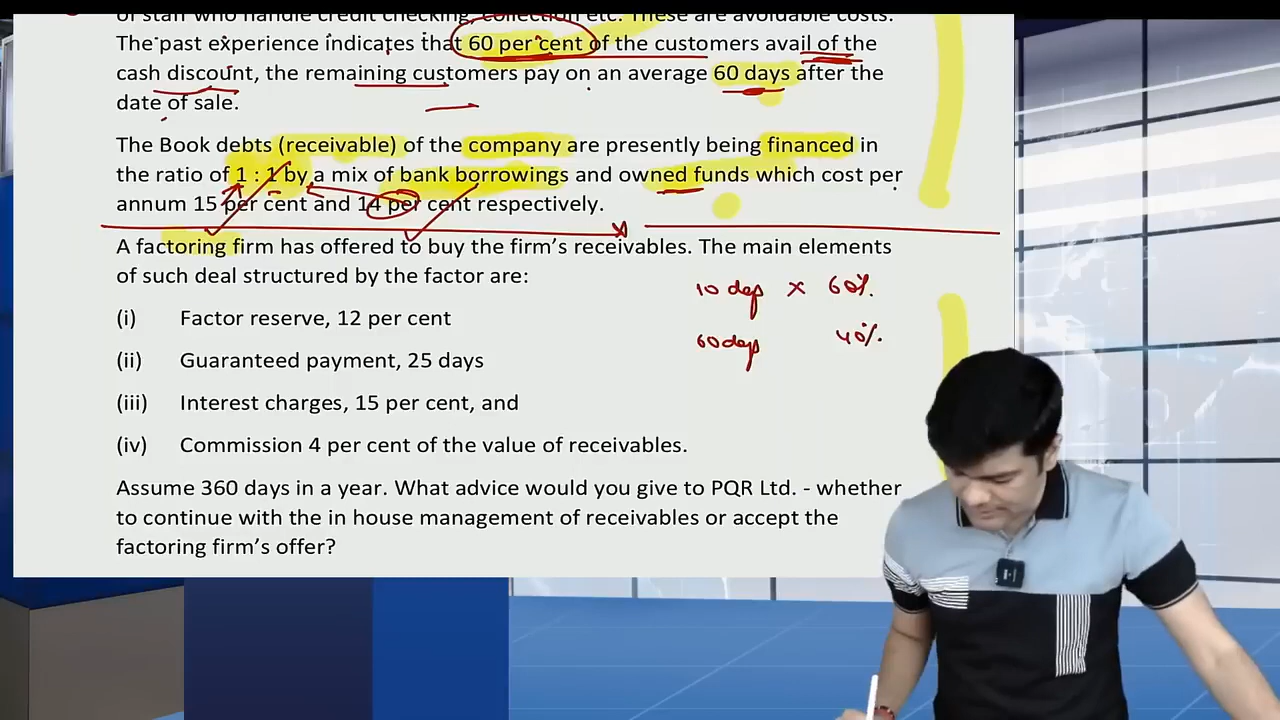 of staff who handle credit checking, collection etc. These are avoidable costs.
The past experience indicates that 60 per cent of the customers avail of the
cash discount, the remaining customers pay on an average 60 days after the
date of sale.
The Book debts (receivable) of the company are presently being financed in
the ratio of 1 : 1 by a mix of bank borrowings and owned funds which cost per
annum 15 per cent and 14 per cent respectively.
A factoring firm has offered to buy the firm's receivables. The main elements
of such deal structured by the factor are:
10 days x 60%.
(i) Factor reserve, 12 per cent
60 days 40%.
(ii) Guaranteed payment, 25 days
(iii) Interest charges, 15 per cent, and
(iv) Commission 4 per cent of the value of receivables.
Assume 360 days in a year. What advice would you give to PQR Ltd. - whether
to continue with the in house management of receivables or accept the
factoring firm's offer?